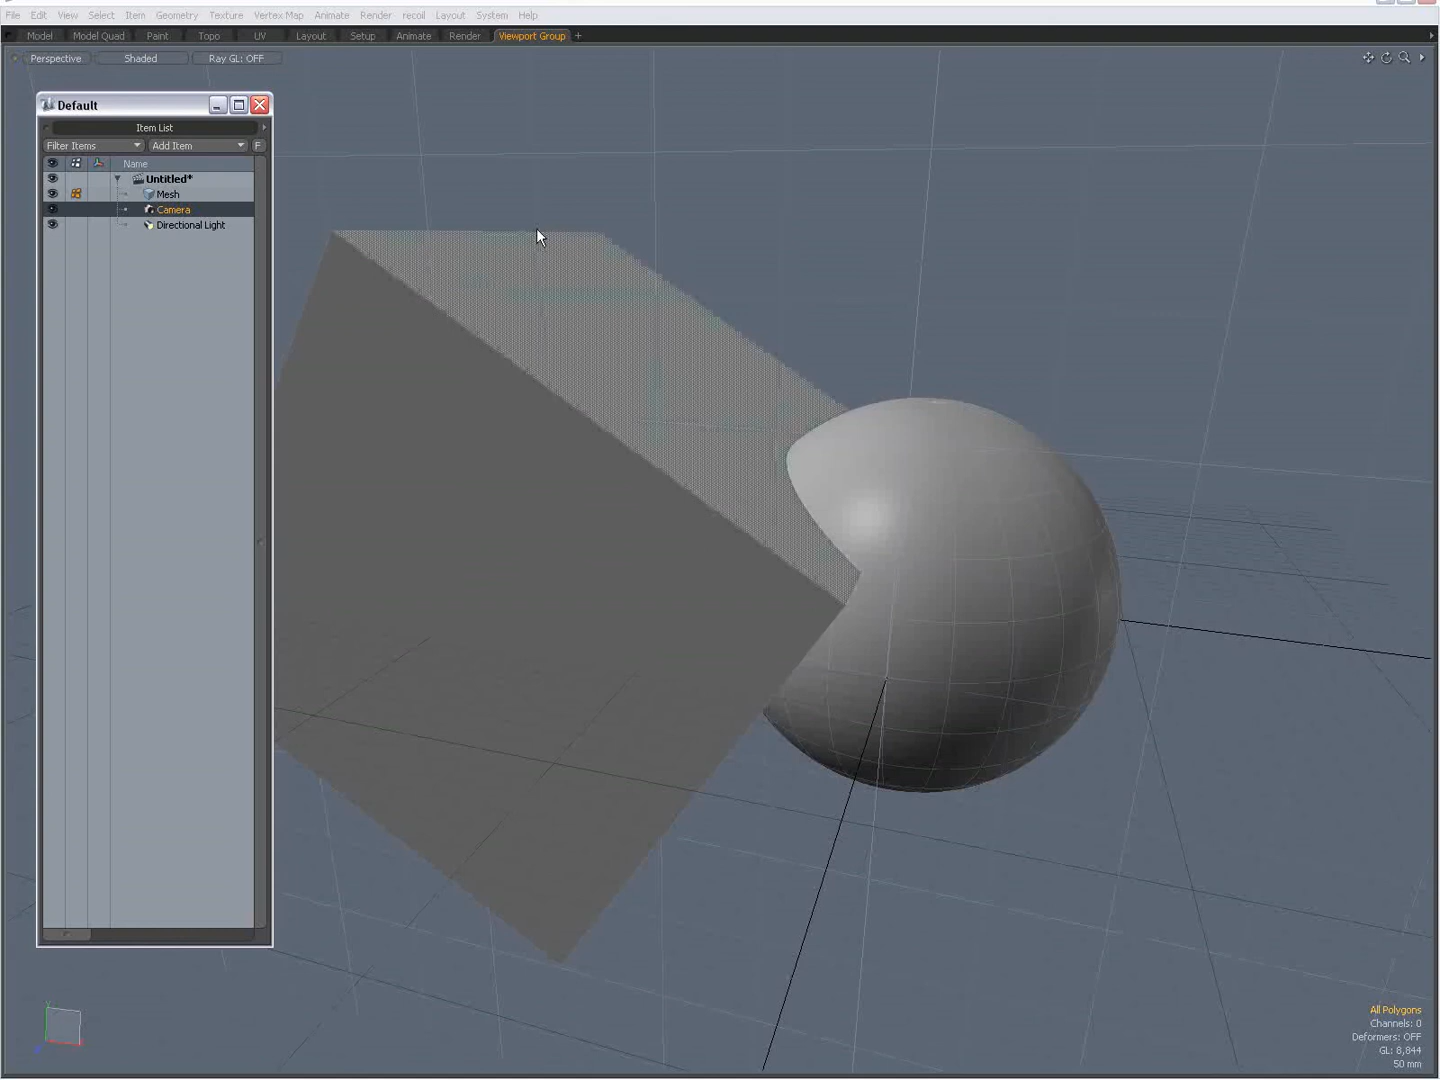 File Edit View Select Item Geometry Texture Vertex Map Animate Render recoil Layout System Help
Model Model Quad Paint Topo UV Layout Setup Animate Render Viewport Group +
Perspective Shaded Ray GL: OFF
Default
Item List
Filter Items Add Item F
Name
Untitled*
Mesh
Camera
Directional Light
All Polygons
Channels: 0
Deformers: OFF
GL: 8,844
50 mm